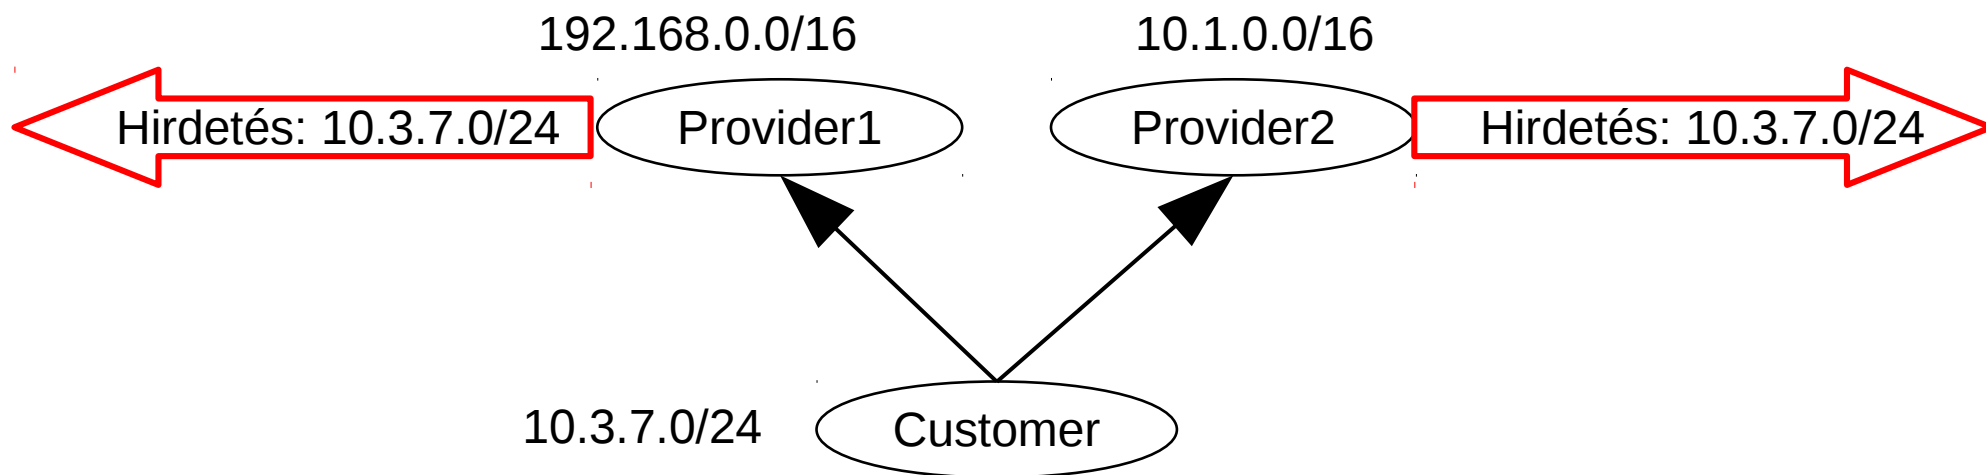 192.168.0.0/16
10.1.0.0/16
Hirdetés: 10.3.7.0/24
Provider1
Provider2
Hirdetés: 10.3.7.0/24
10.3.7.0/24
Customer